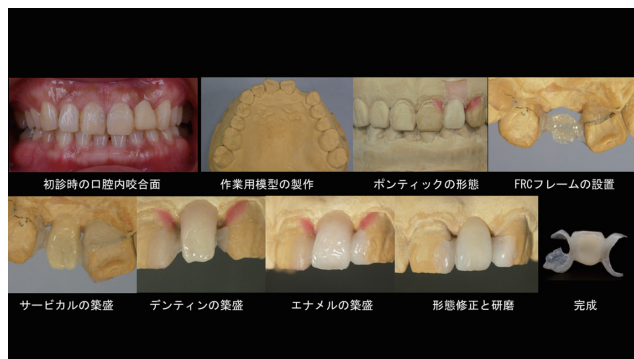 初診時の口腔内咬合面
作業用模型の製作
ポンティックの形態
FRCフレームの設置
サービカルの築盛
デンティンの築盛
エナメルの築盛
形態修正と研磨
完成